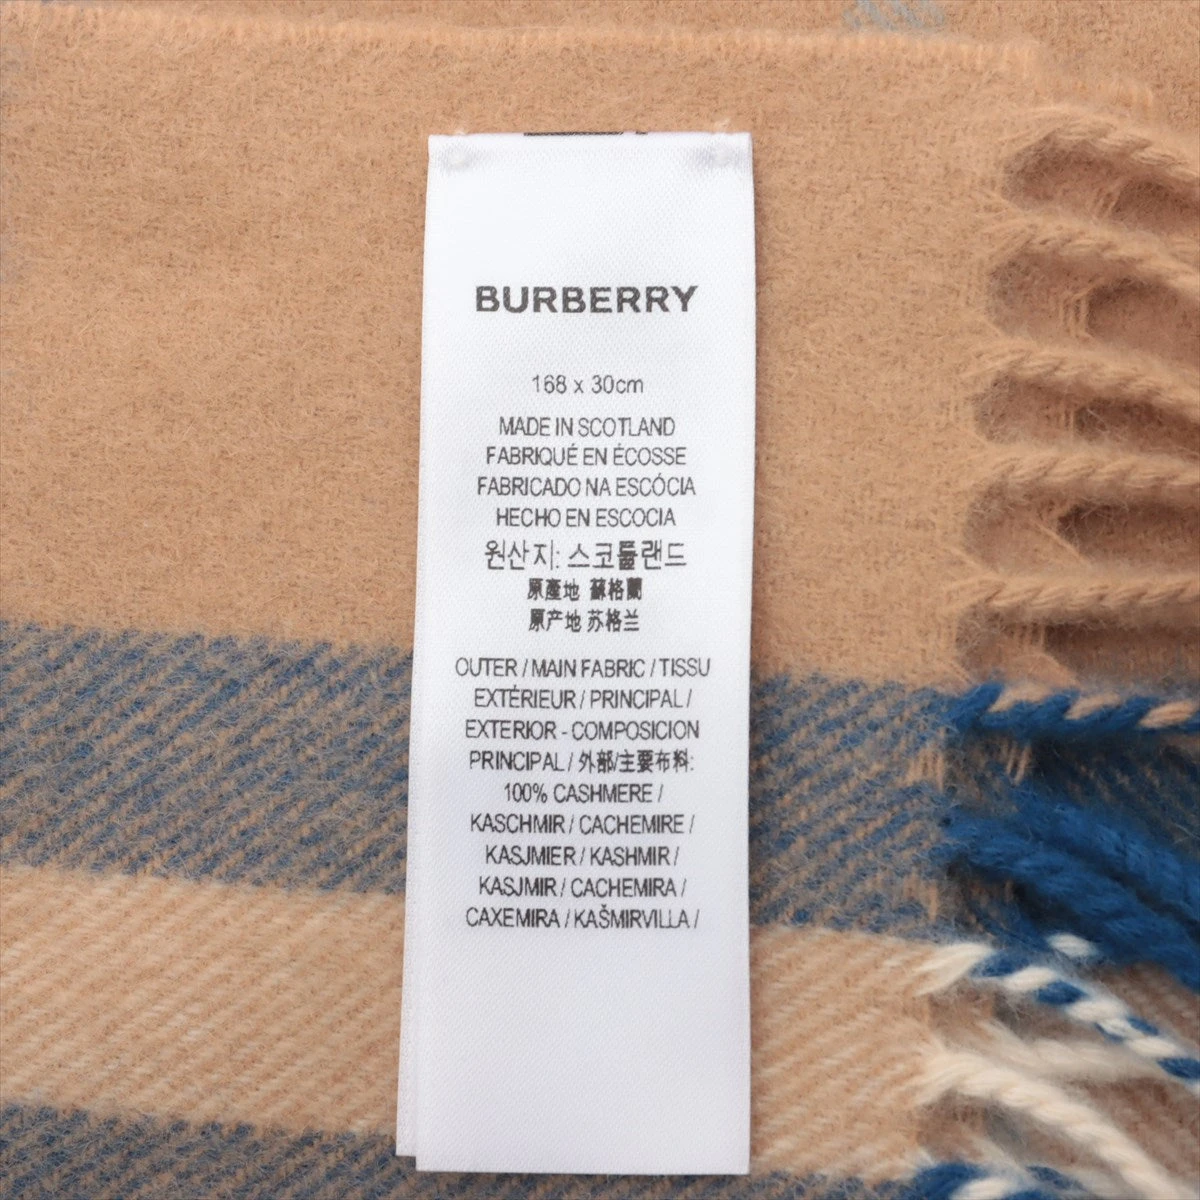 BURBERRY
168 x 30cm
MADE IN SCOTLAND
FABRIQUÉ EN ÉCOSSE
FABRICADO NA ESCÓCIA
HECHO EN ESCOCIA
원산지: 스코틀랜드
原產地 蘇格蘭
原产地 苏格兰
OUTER / MAIN FABRIC / TISSU
EXTÉRIEUR / PRINCIPAL /
EXTERIOR - COMPOSICION
PRINCIPAL / 外部/主要布料:
100% CASHMERE /
KASCHMIR / CACHEMIRE /
KASJMIER / KASHMIR /
KASJMIR / CACHEMIRA /
CAXEMIRA / KAŠMIRVILLA /